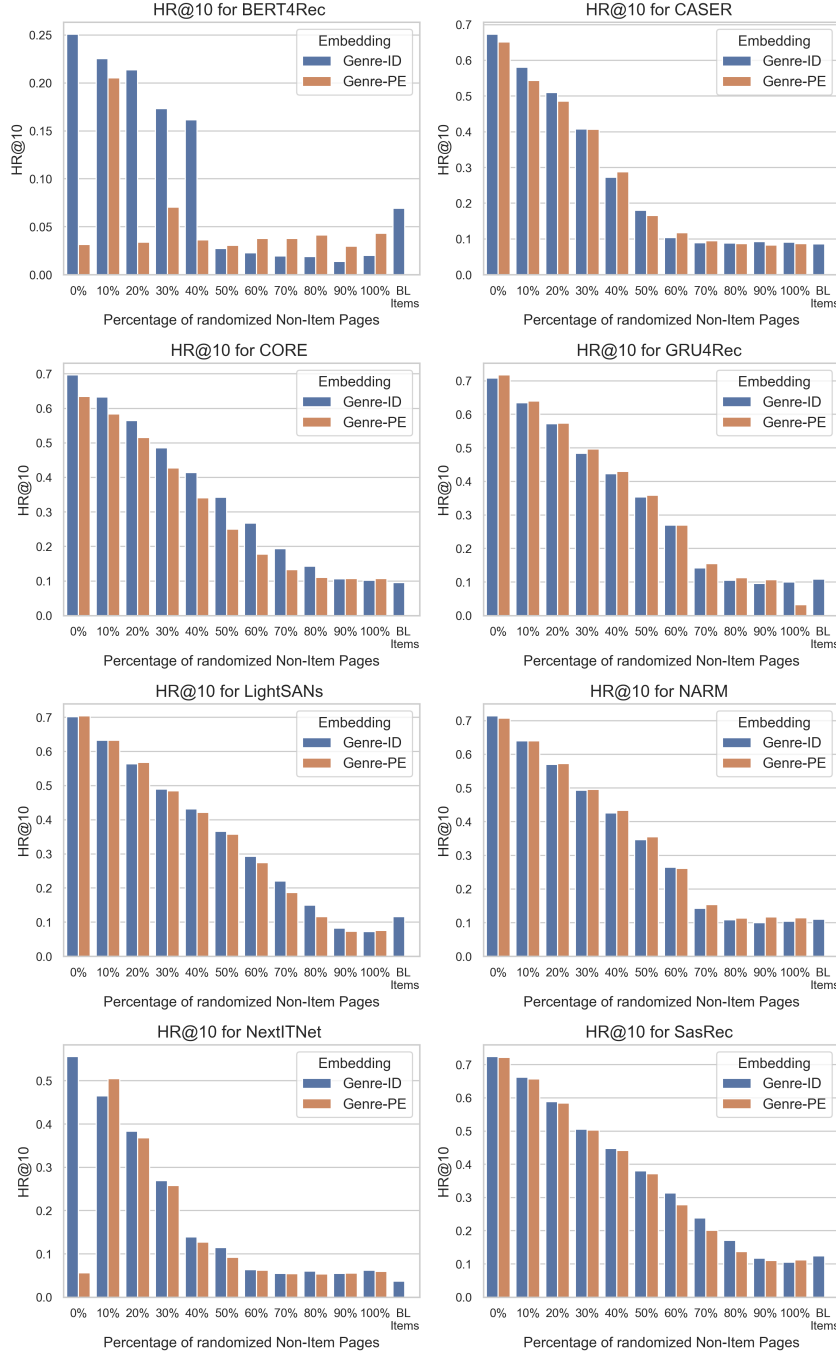 HR@10 for BERT4Rec
HR@10
0.25
0.20
0.15
0.10
0.05
0.00
Embedding
Genre-ID
Genre-PE
0% 10% 20% 30% 40% 50% 60% 70% 80% 90% 100% BL
Items
Percentage of randomized Non-Item Pages
HR@10 for CASER
HR@10
0.7
0.6
0.5
0.4
0.3
0.2
0.1
0.0
Embedding
Genre-ID
Genre-PE
0% 10% 20% 30% 40% 50% 60% 70% 80% 90% 100% BL
Items
Percentage of randomized Non-Item Pages
HR@10 for CORE
HR@10
0.7
0.6
0.5
0.4
0.3
0.2
0.1
0.0
Embedding
Genre-ID
Genre-PE
0% 10% 20% 30% 40% 50% 60% 70% 80% 90% 100% BL
Items
Percentage of randomized Non-Item Pages
HR@10 for GRU4Rec
HR@10
0.7
0.6
0.5
0.4
0.3
0.2
0.1
0.0
Embedding
Genre-ID
Genre-PE
0% 10% 20% 30% 40% 50% 60% 70% 80% 90% 100% BL
Items
Percentage of randomized Non-Item Pages
HR@10 for LightSANs
HR@10
0.7
0.6
0.5
0.4
0.3
0.2
0.1
0.0
Embedding
Genre-ID
Genre-PE
0% 10% 20% 30% 40% 50% 60% 70% 80% 90% 100% BL
Items
Percentage of randomized Non-Item Pages
HR@10 for NARM
HR@10
0.7
0.6
0.5
0.4
0.3
0.2
0.1
0.0
Embedding
Genre-ID
Genre-PE
0% 10% 20% 30% 40% 50% 60% 70% 80% 90% 100% BL
Items
Percentage of randomized Non-Item Pages
HR@10 for NextITNet
HR@10
0.5
0.4
0.3
0.2
0.1
0.0
Embedding
Genre-ID
Genre-PE
0% 10% 20% 30% 40% 50% 60% 70% 80% 90% 100% BL
Items
Percentage of randomized Non-Item Pages
HR@10 for SasRec
HR@10
0.7
0.6
0.5
0.4
0.3
0.2
0.1
0.0
Embedding
Genre-ID
Genre-PE
0% 10% 20% 30% 40% 50% 60% 70% 80% 90% 100% BL
Items
Percentage of randomized Non-Item Pages